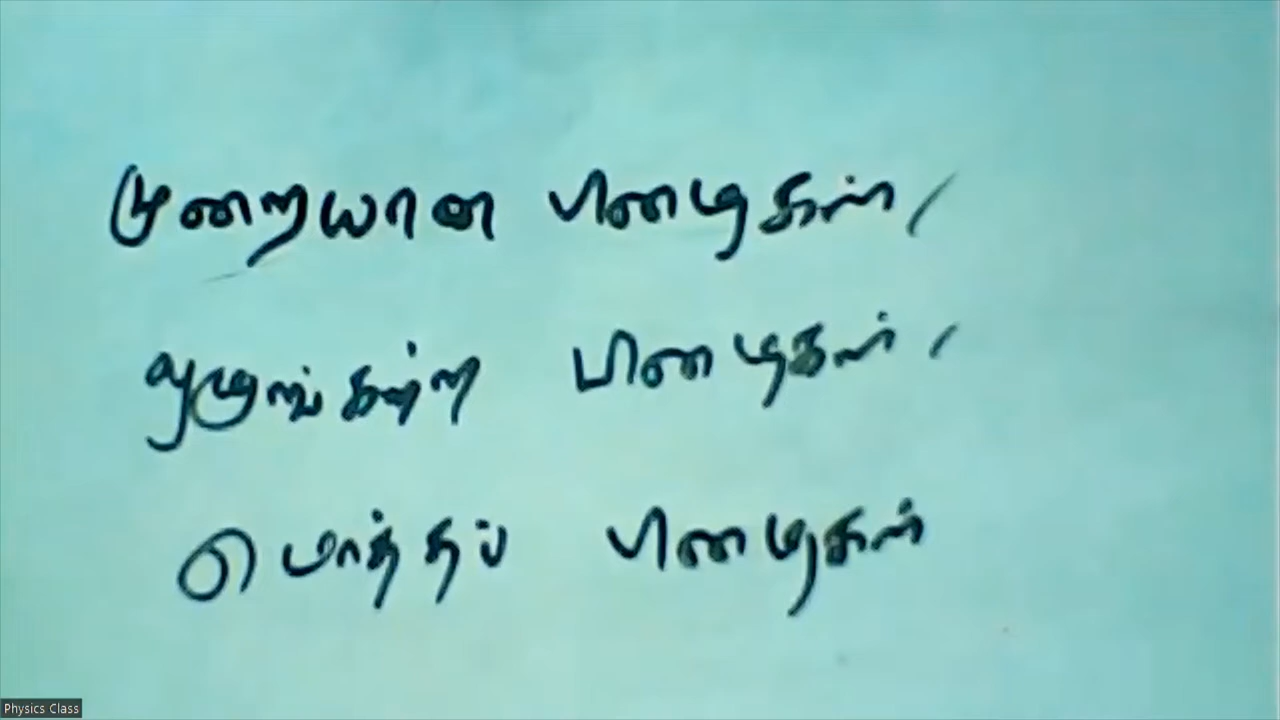 முறையான பிழைகள்,
ஒழுங்கற்ற பிழைகள்,
மொத்தப் பிழைகள்
Physics Class